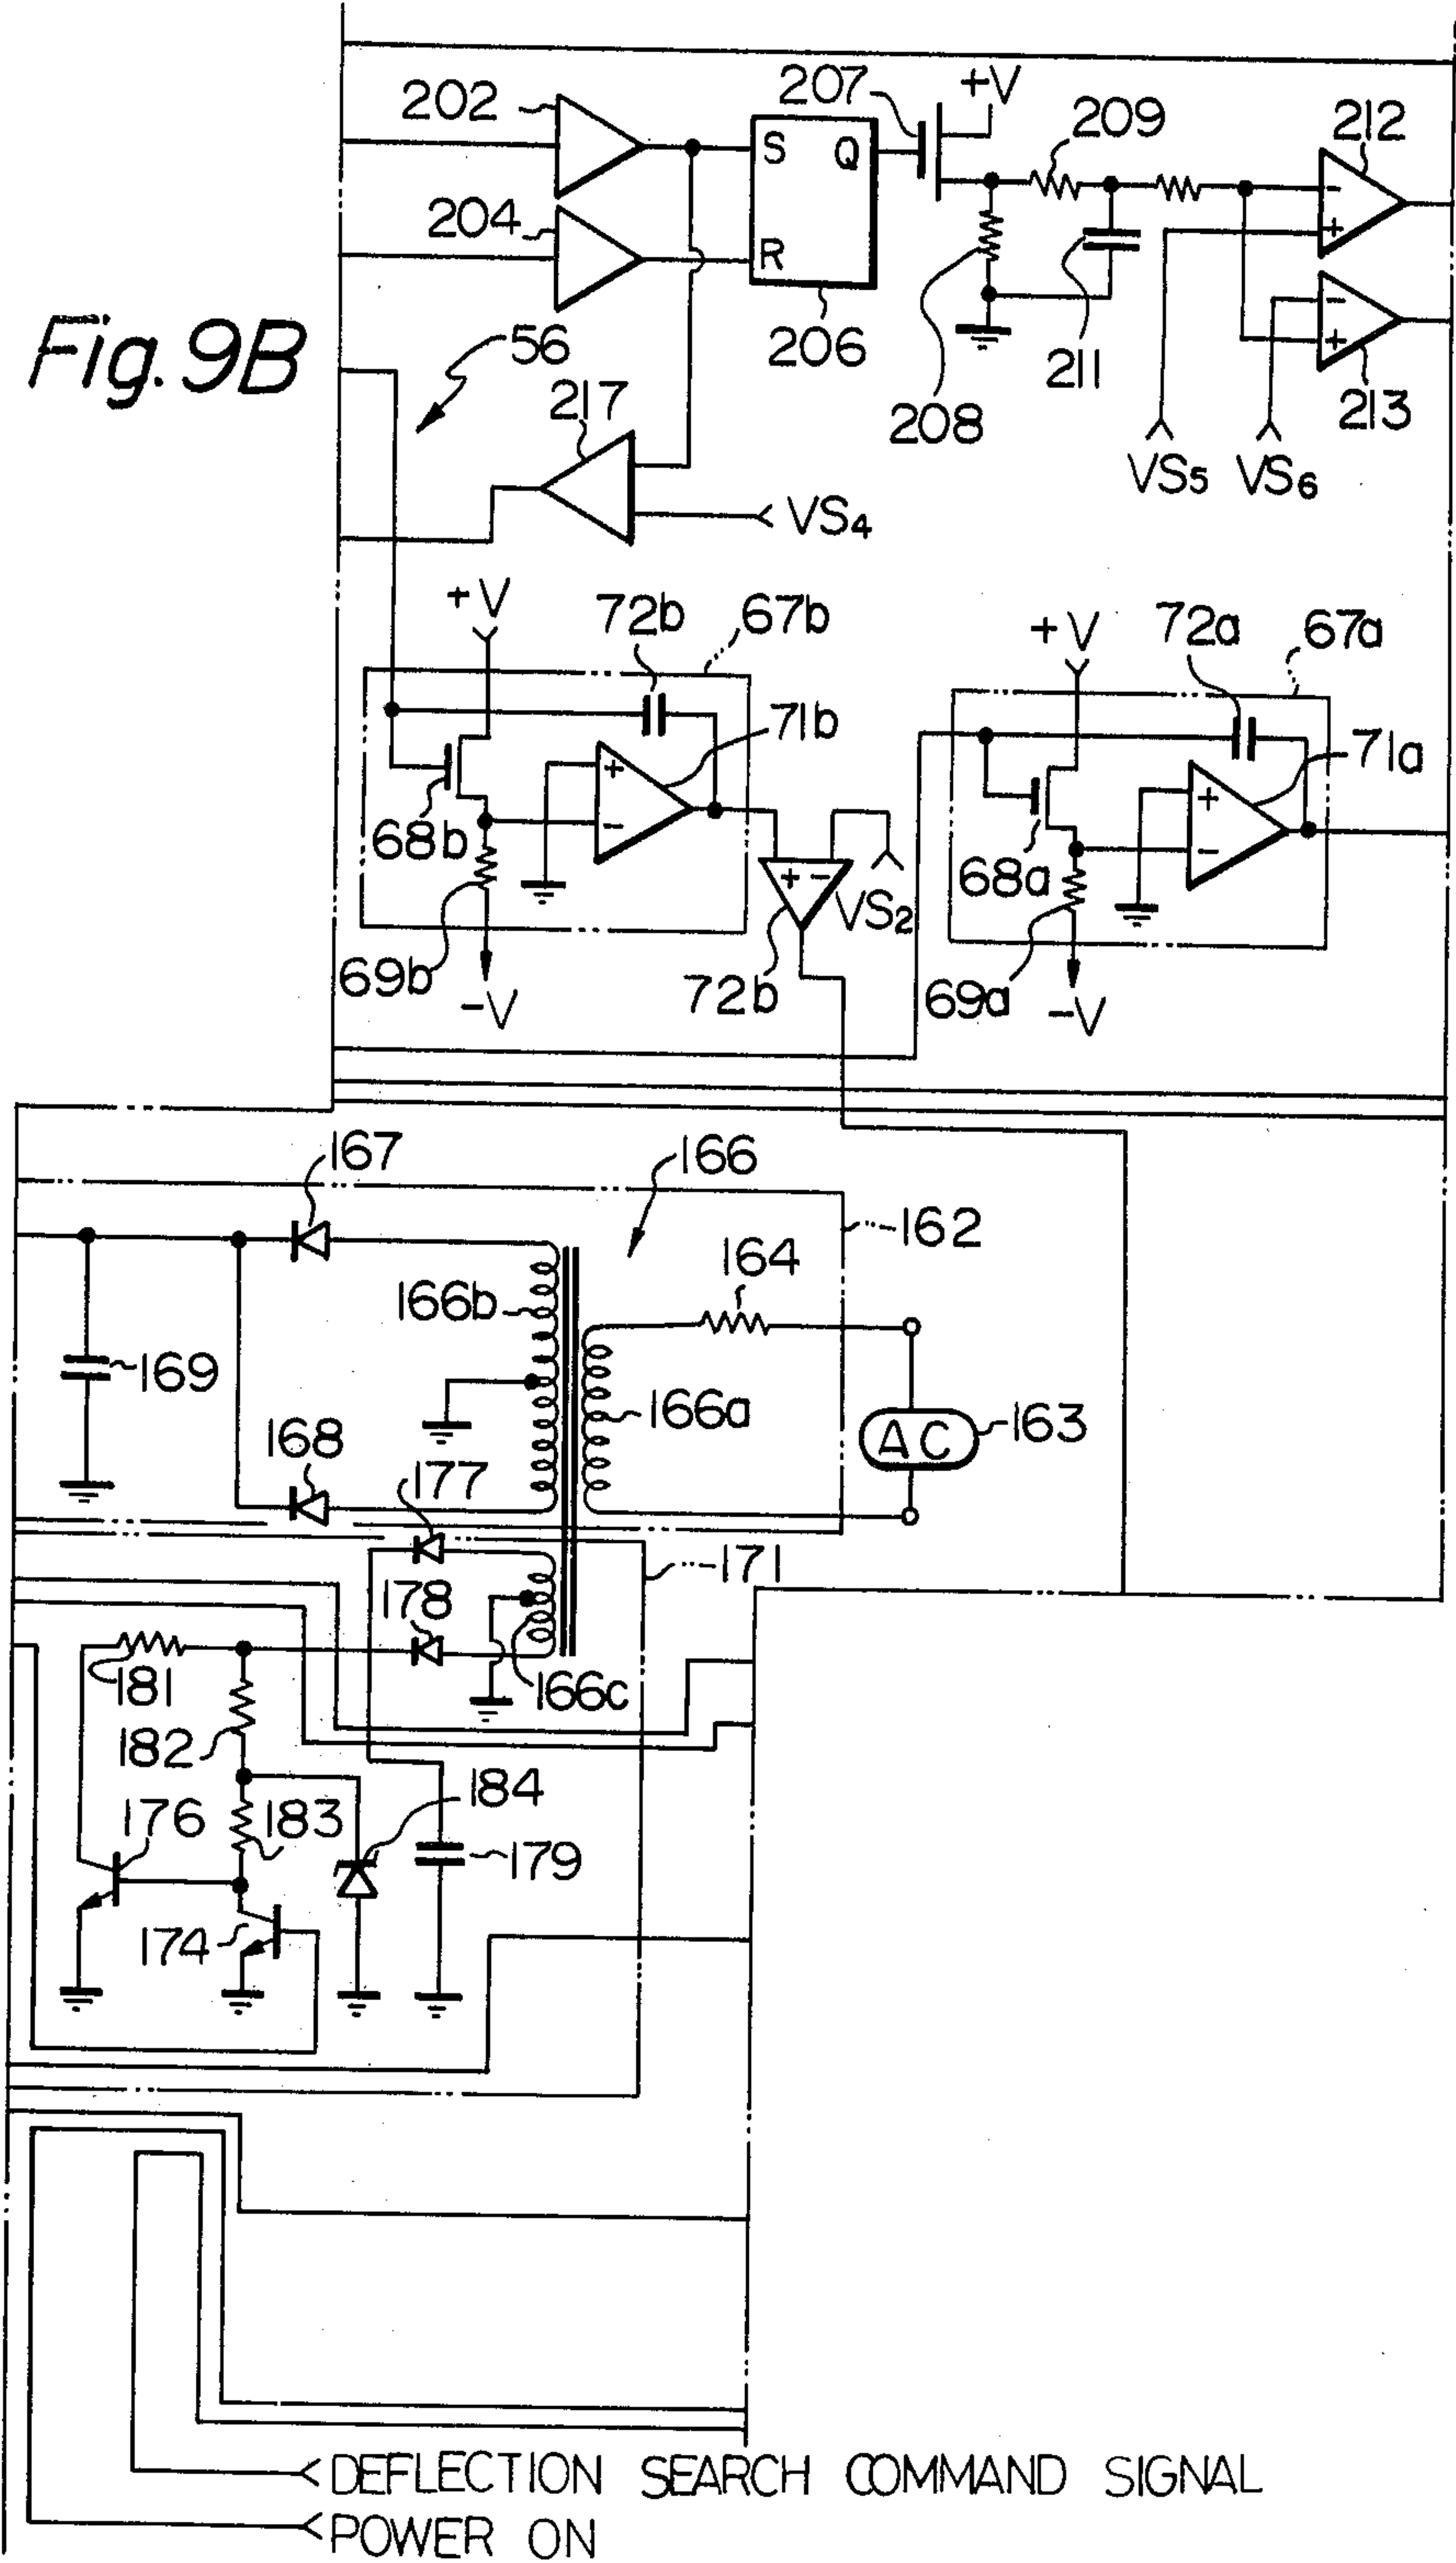 Fig. 9B
202
207
+V
209
212
S
Q
-
+
204
R
-
+
56
206
211
208
213
217
VS5
VS6
VS4
+V
72b
67b
+V
72a
67a
71b
71a
+
-
+
-
68b
68a
+ -
VS2
69b
-V
72b
69a
-V
167
166
162
164
166b
169
166a
AC
163
168
177
171
178
181
166c
182
184
176
183
179
174
DEFLECTION SEARCH COMMAND SIGNAL
POWER ON